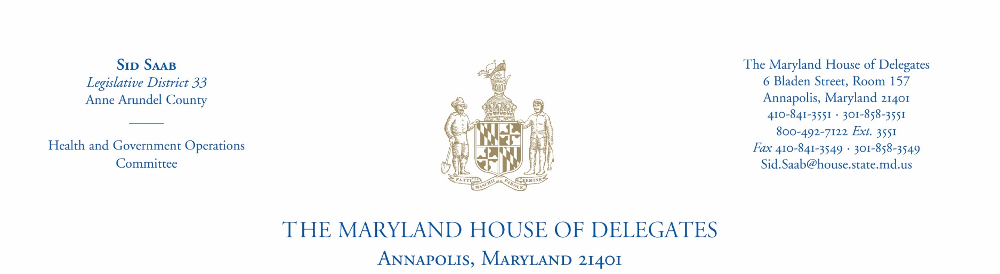 SID SAAB
Legislative District 33
Anne Arundel County
Health and Government Operations
Committee
FATTI MASCHII PAROLE FEMINE
The Maryland House of Delegates
6 Bladen Street, Room 157
Annapolis, Maryland 21401
410-841-3551 · 301-858-3551
800-492-7122 Ext. 3551
Fax 410-841-3549 · 301-858-3549
Sid.Saab@house.state.md.us
THE MARYLAND HOUSE OF DELEGATES
ANNAPOLIS, MARYLAND 21401